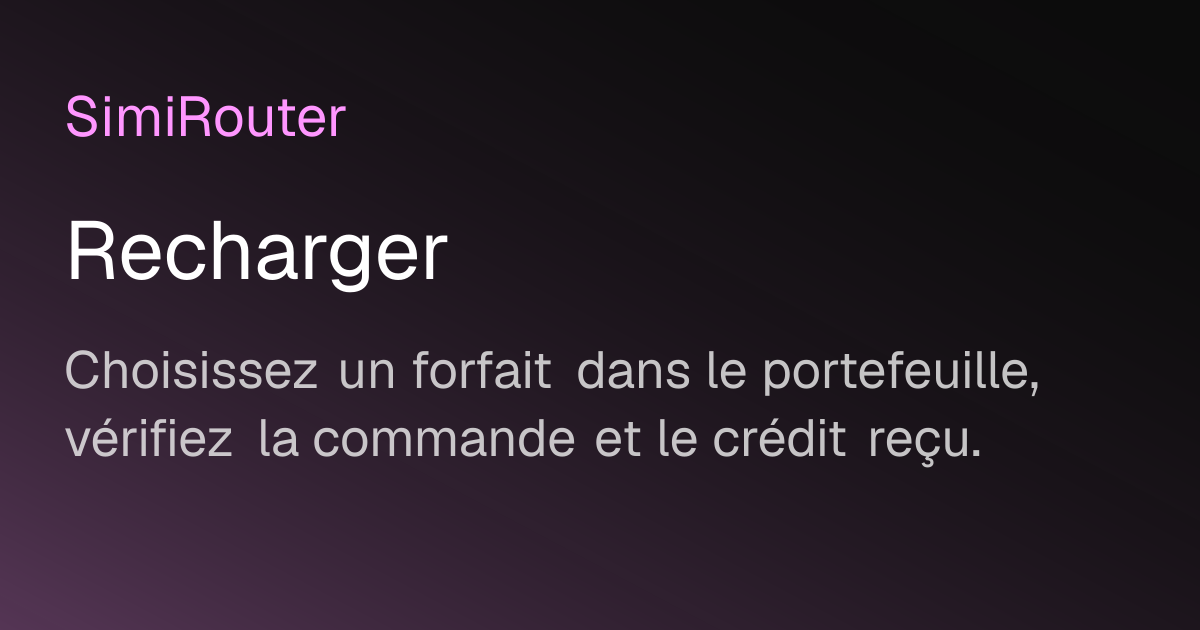 SimiRouter
Recharger
Choisissez un forfait dans le portefeuille,
vérifiez la commande et le crédit reçu.